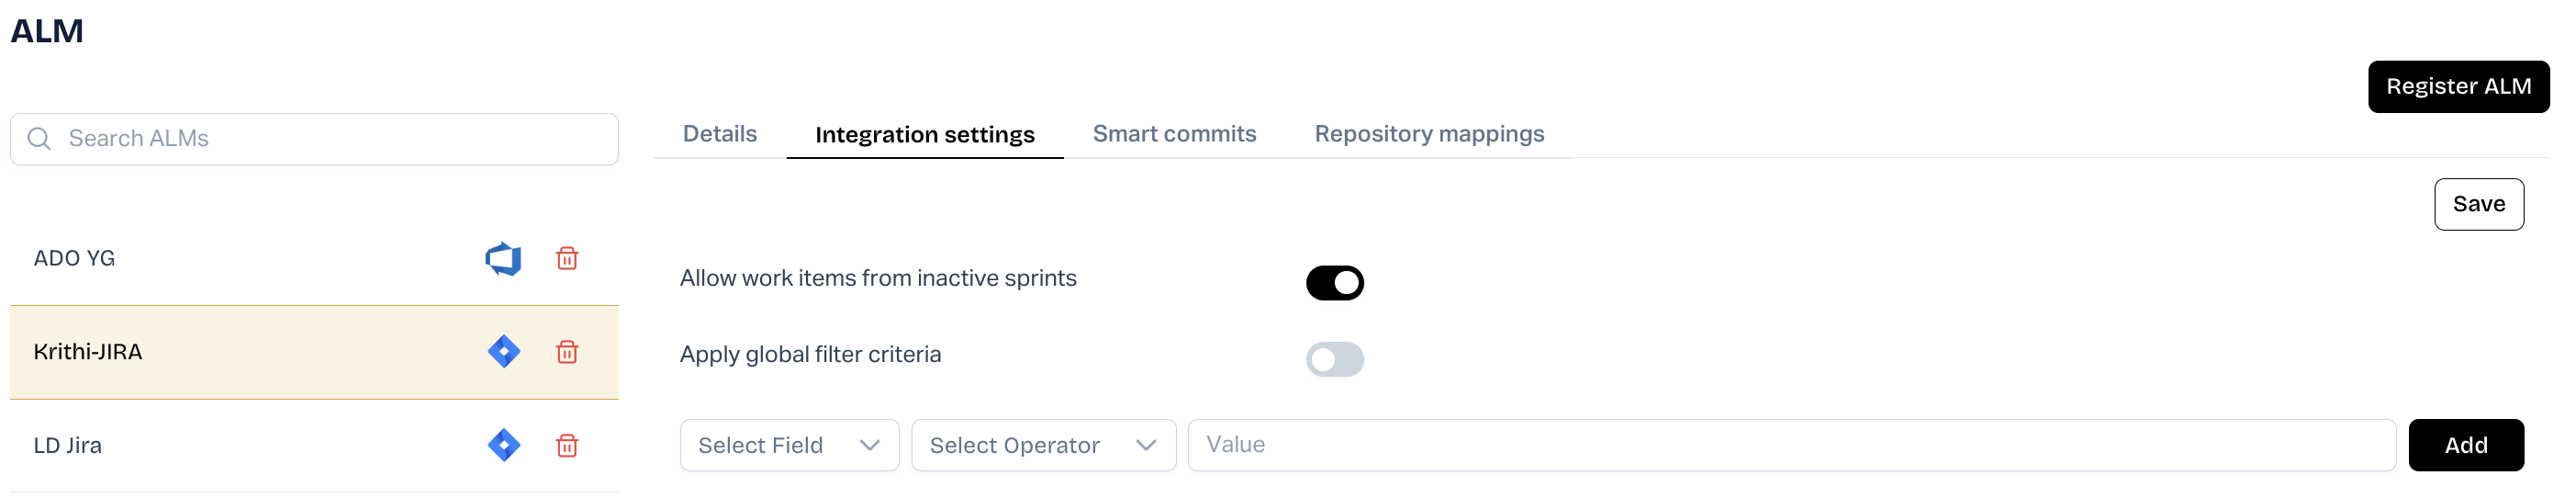 ALM
Register ALM
Search ALMs
Details Integration settings Smart commits Repository mappings
Save
ADO YG
Krithi-JIRA
LD Jira
Allow work items from inactive sprints
Apply global filter criteria
Select Field Select Operator Value Add